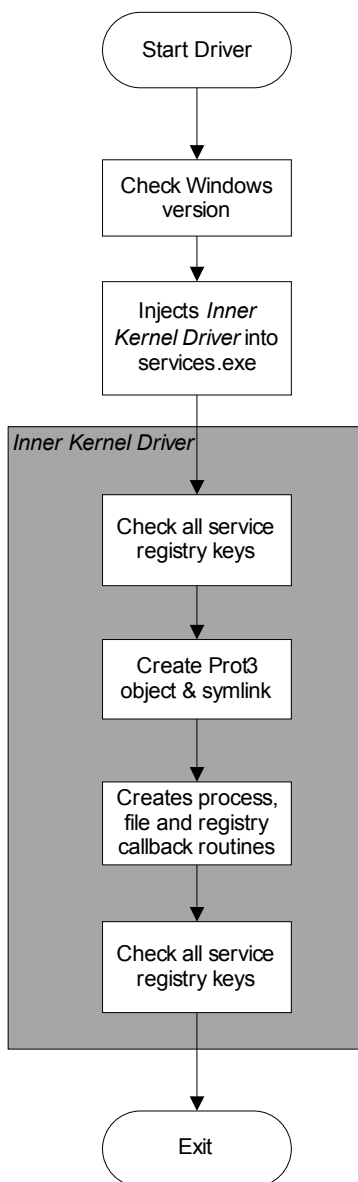 Start Driver
Check Windows
version
Injects Inner
Kernel Driver into
services.exe
Inner Kernel Driver
Check all service
registry keys
Create Prot3
object & symlink
Creates process,
file and registry
callback routines
Check all service
registry keys
Exit